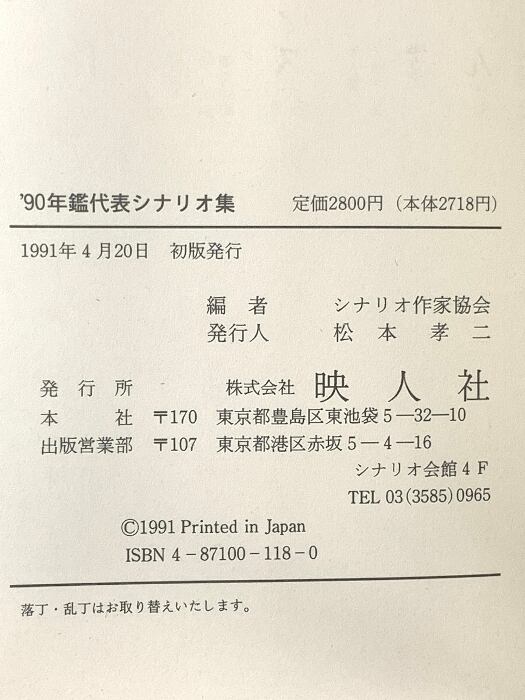 '90年鑑代表シナリオ集 定価2800円（本体2718円）
1991年4月20日 初版発行
編者 シナリオ作家協会
発行人 松本孝二
発行所 株式会社 映人社
本社 〒170 東京都豊島区東池袋5—32—10
出版営業部 〒107 東京都港区赤坂5—4—16
シナリオ会館4F
TEL 03(3585)0965
©1991 Printed in Japan
ISBN 4－87100－118－0
落丁・乱丁はお取り替えいたします。